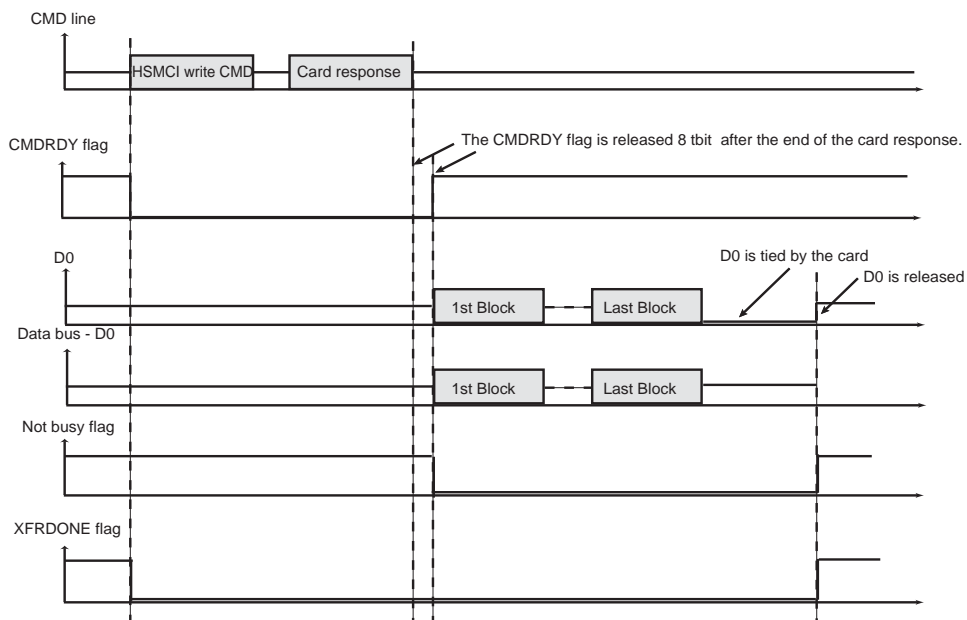 CMD line
HSMCI write CMD
Card response
The CMDRDY flag is released 8 tbit after the end of the card response.
CMDRDY flag
D0 is tied by the card
D0
D0 is released
1st Block
Last Block
Data bus - D0
1st Block
Last Block
Not busy flag
XFRDONE flag